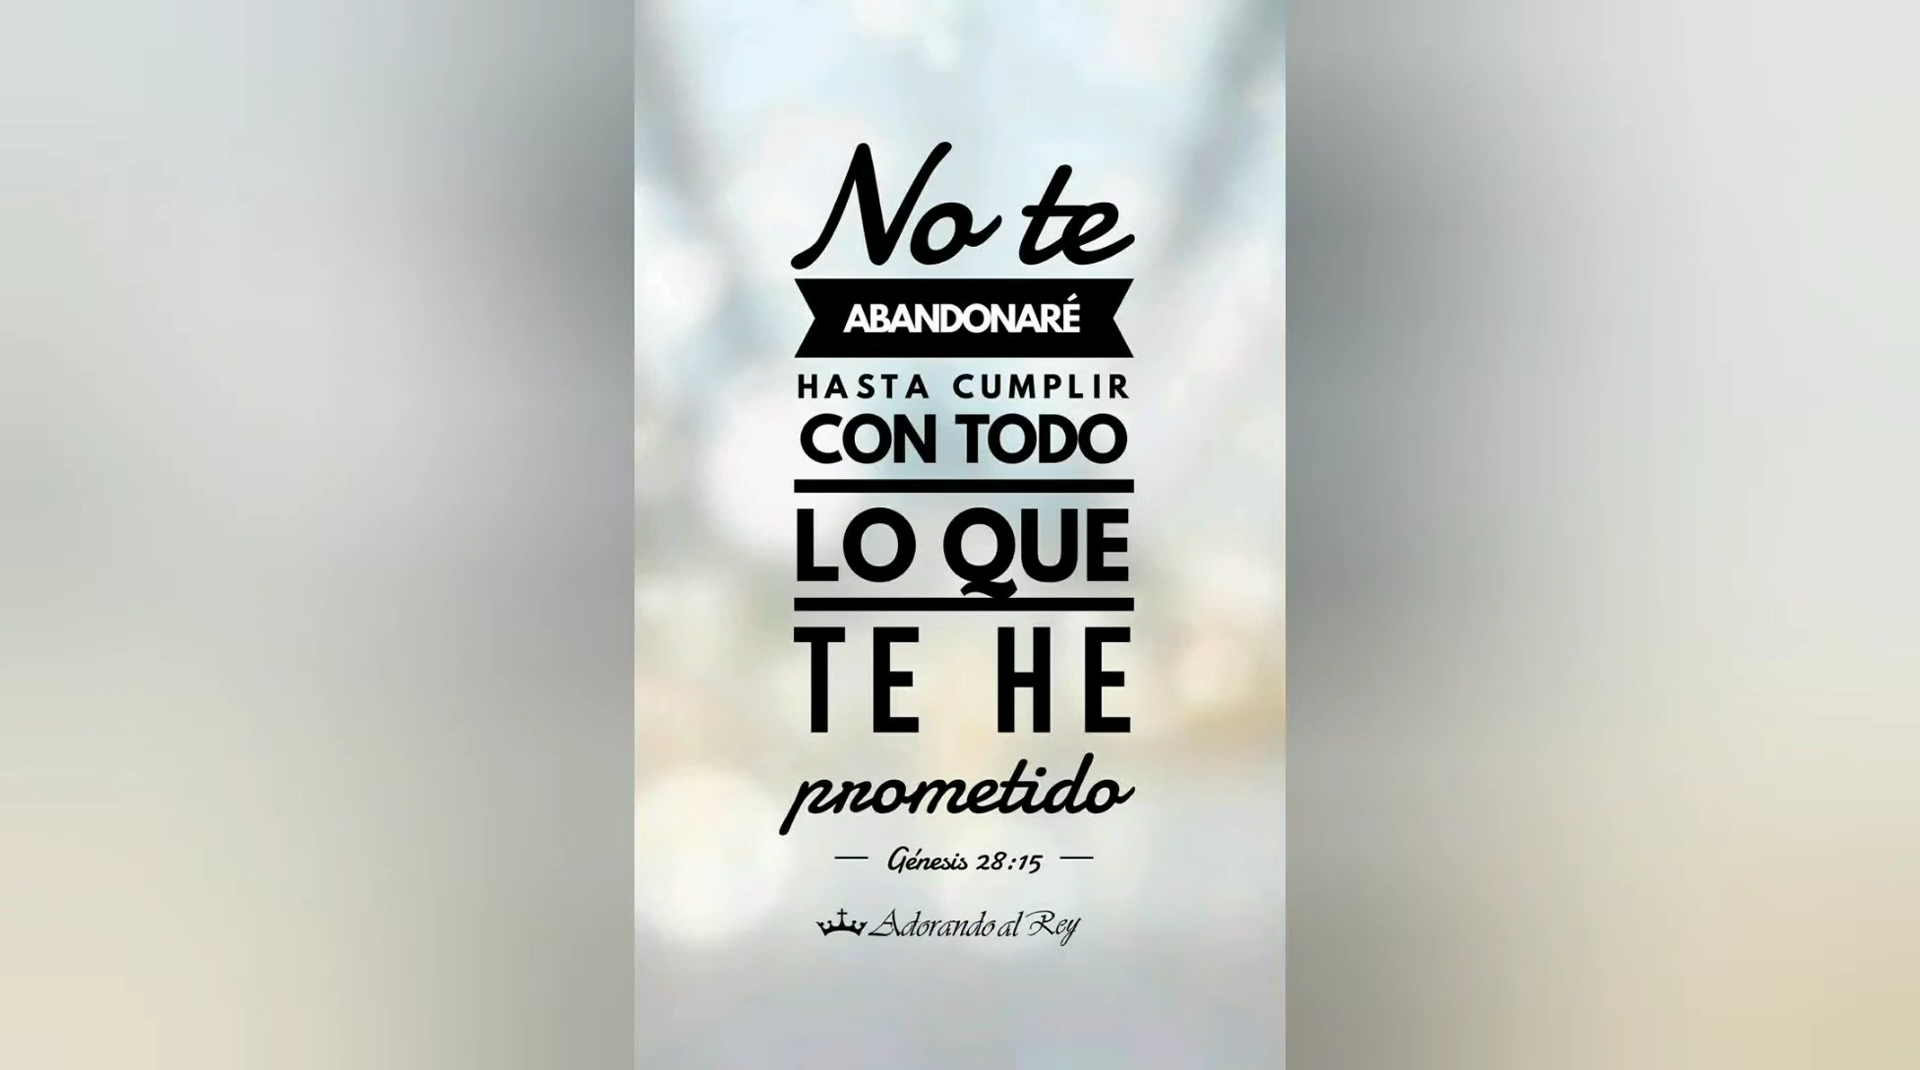 No te
ABANDONARÉ
HASTA CUMPLIR
CON TODO
LO QUE
TE HE
prometido
— Génesis 28:15 —
Adorando al Rey